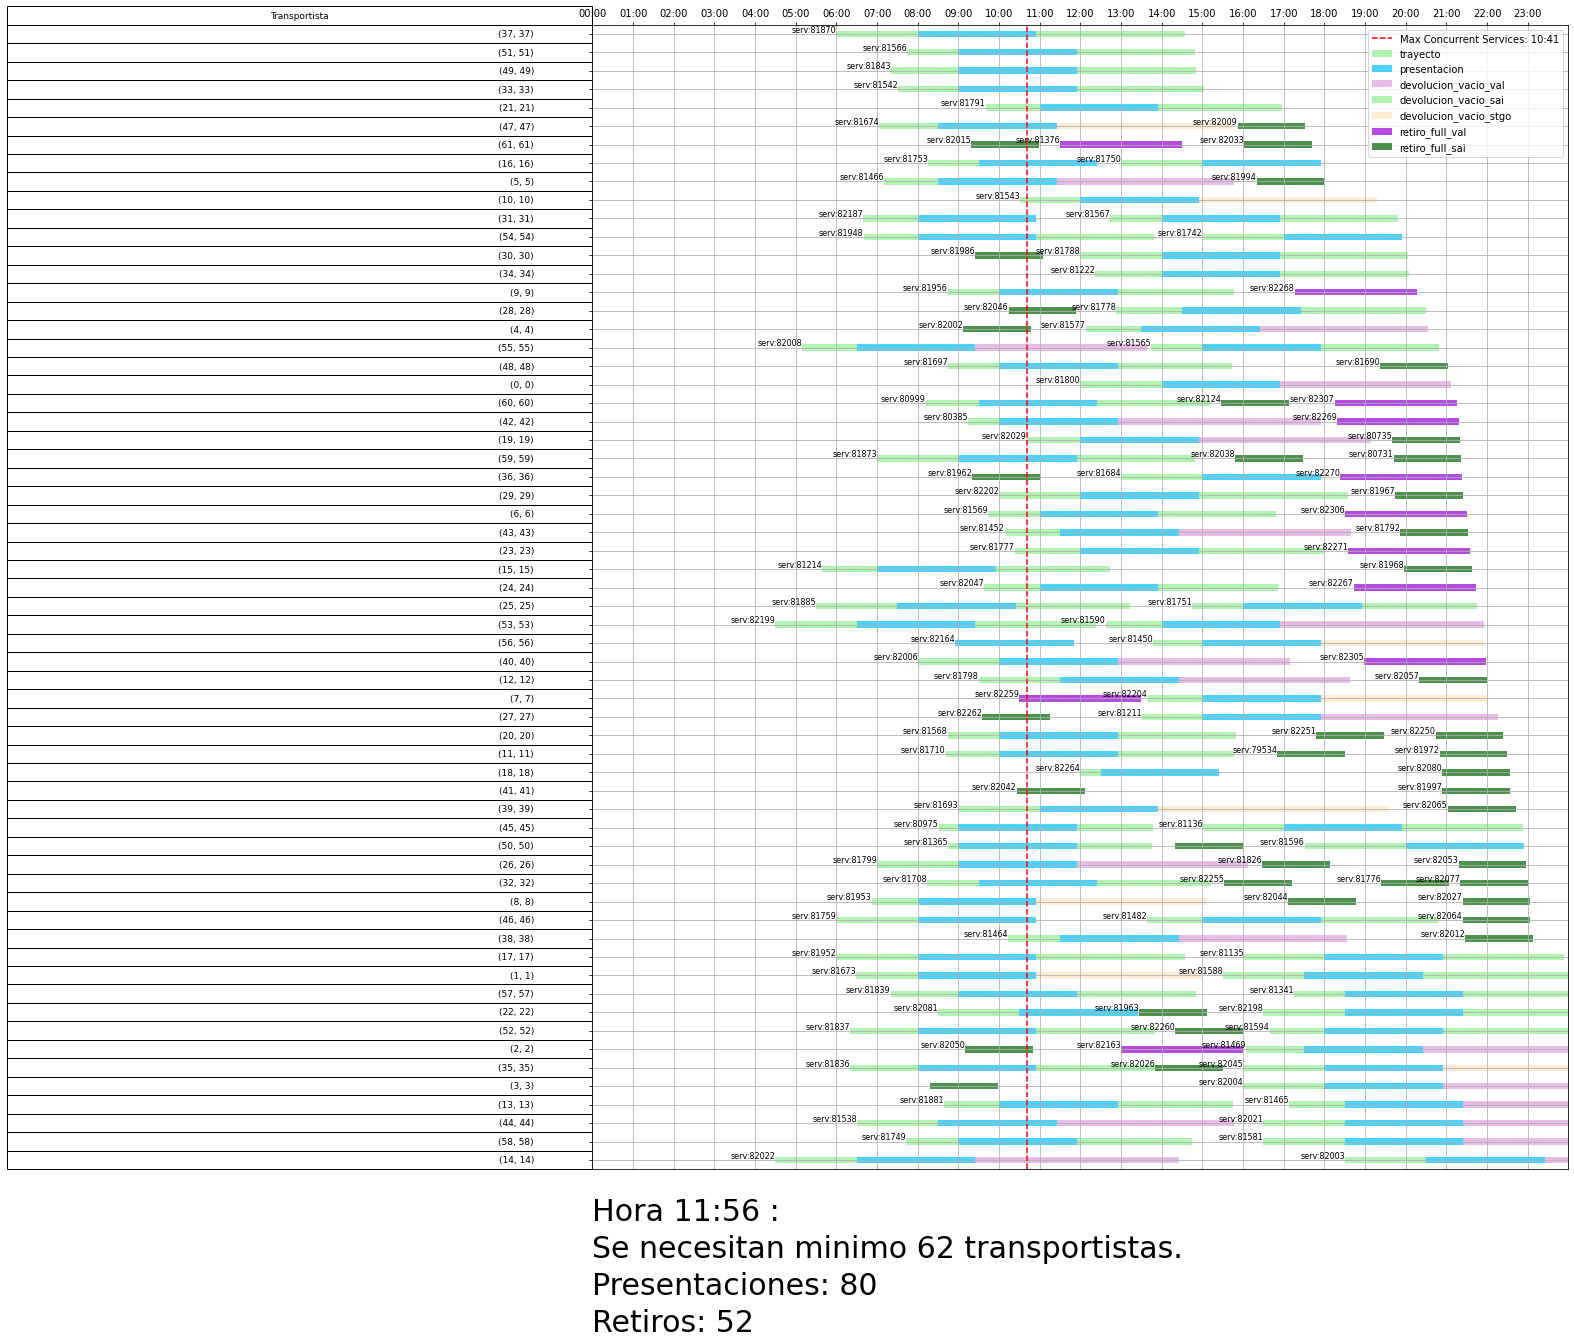 Transportista
00:00 01:00 02:00 03:00 04:00 05:00 06:00 07:00 08:00 09:00 10:00 11:00 12:00 13:00 14:00 15:00 16:00 17:00 18:00 19:00 20:00 21:00 22:00 23:00
Max Concurrent Services: 10:41
trayecto
presentacion
devolucion_vacio_val
devolucion_vacio_sai
devolucion_vacio_stgo
retiro_full_val
retiro_full_sai
(37, 37) serv:81870
(51, 51) serv:81566
(49, 49) serv:81843
(33, 33) serv:81542
(21, 21) serv:81791
(47, 47) serv:81674 serv:82009
(61, 61) serv:82015 serv:81376 serv:82033
(16, 16) serv:81753 serv:81750
(5, 5) serv:81466 serv:81994
(10, 10) serv:81543
(31, 31) serv:82187 serv:81567
(54, 54) serv:81948 serv:81742
(30, 30) serv:81986 serv:81788
(34, 34) serv:81222
(9, 9) serv:81956 serv:82268
(28, 28) serv:82046 serv:81778
(4, 4) serv:82002 serv:81577
(55, 55) serv:82008 serv:81565
(48, 48) serv:81697 serv:81690
(0, 0) serv:81800
(60, 60) serv:80999 serv:82124 serv:82307
(42, 42) serv:80385 serv:82269
(19, 19) serv:82029 serv:80735
(59, 59) serv:81873 serv:82038 serv:80731
(36, 36) serv:81962 serv:81684 serv:82270
(29, 29) serv:82202 serv:81967
(6, 6) serv:81569 serv:82306
(43, 43) serv:81452 serv:81792
(23, 23) serv:81777 serv:82271
(15, 15) serv:81214 serv:81968
(24, 24) serv:82047 serv:82267
(25, 25) serv:81885 serv:81751
(53, 53) serv:82199 serv:81590
(56, 56) serv:82164 serv:81450
(40, 40) serv:82006 serv:82305
(12, 12) serv:81798 serv:82057
(7, 7) serv:82259 serv:82204
(27, 27) serv:82262 serv:81211
(20, 20) serv:81568 serv:82251 serv:82250
(11, 11) serv:81710 serv:79534 serv:81972
(18, 18) serv:82264 serv:82080
(41, 41) serv:82042 serv:81997
(39, 39) serv:81693 serv:82065
(45, 45) serv:80975 serv:81136
(50, 50) serv:81365 serv:81596
(26, 26) serv:81799 serv:81826 serv:82053
(32, 32) serv:81708 serv:82255 serv:81776 serv:82077
(8, 8) serv:81953 serv:82044 serv:82027
(46, 46) serv:81759 serv:81482 serv:82064
(38, 38) serv:81464 serv:82012
(17, 17) serv:81952 serv:81135
(1, 1) serv:81673 serv:81588
(57, 57) serv:81839 serv:81341
(22, 22) serv:82081 serv:81963 serv:82198
(52, 52) serv:81837 serv:82260 serv:81594
(2, 2) serv:82050 serv:82163 serv:81469
(35, 35) serv:81836 serv:82026 serv:82045
(3, 3) serv:82004
(13, 13) serv:81881 serv:81465
(44, 44) serv:81538 serv:82021
(58, 58) serv:81749 serv:81581
(14, 14) serv:82022 serv:82003
Hora 11:56 :
Se necesitan minimo 62 transportistas.
Presentaciones: 80
Retiros: 52